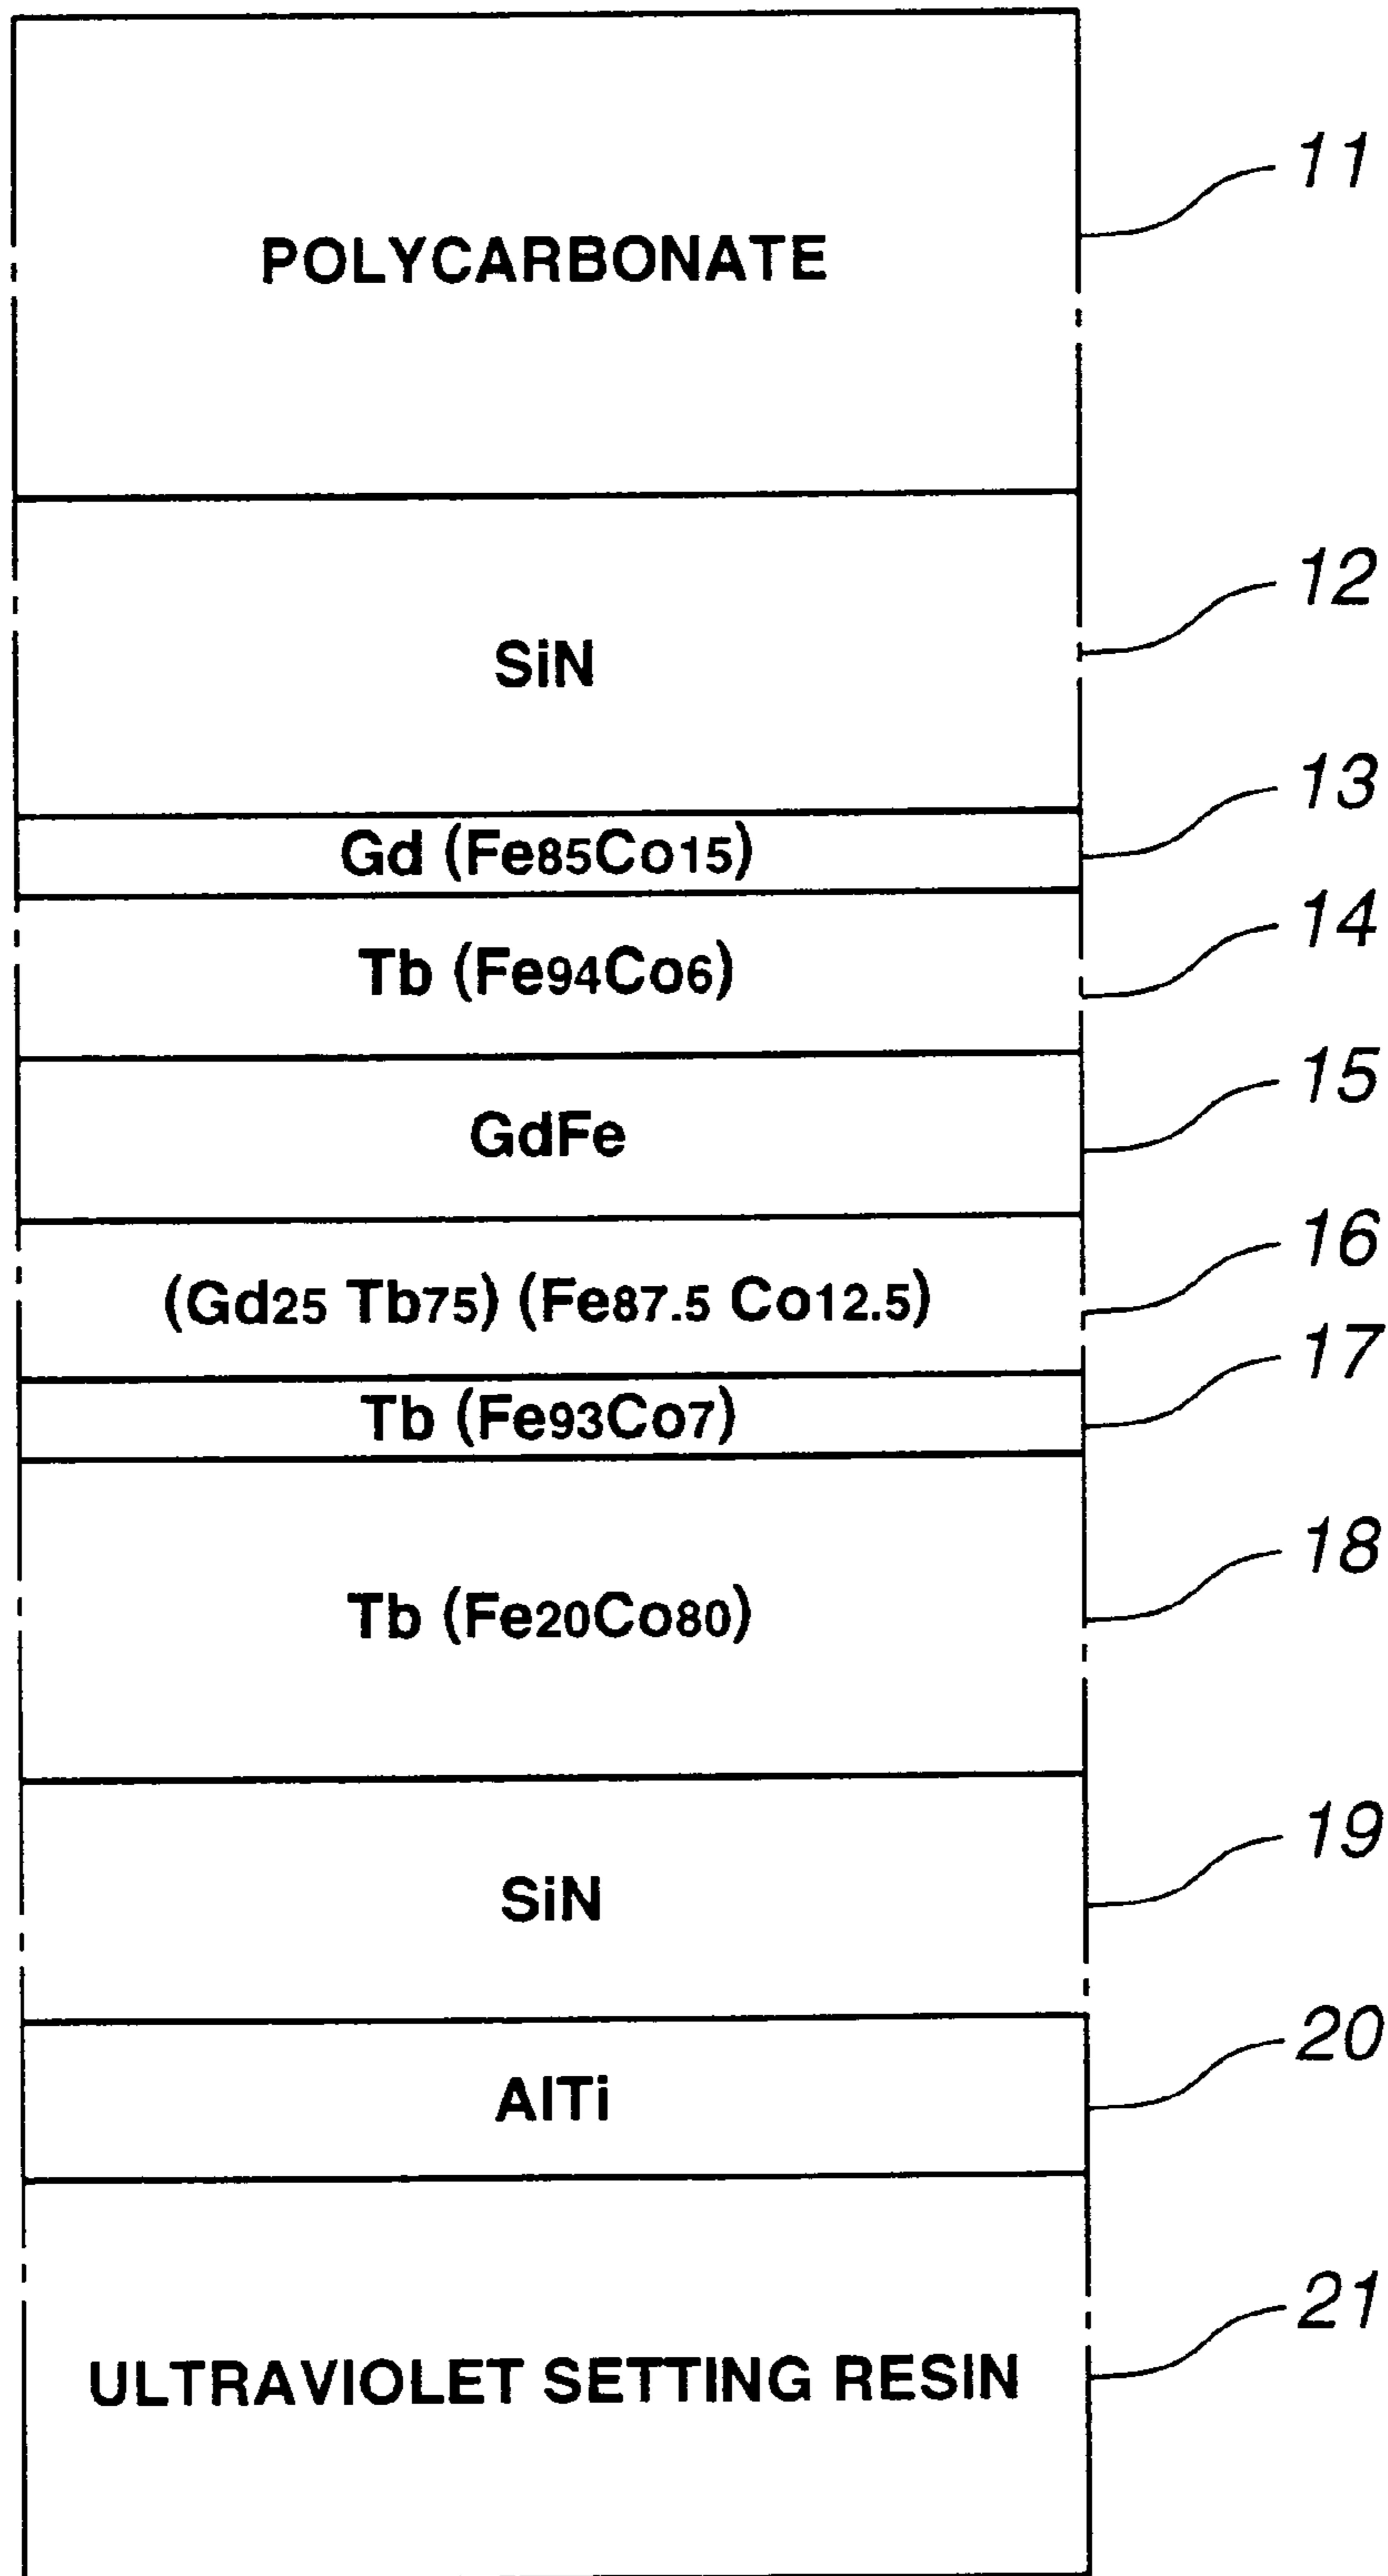 POLYCARBONATE
11
SiN
12
Gd (Fe85Co15)
13
Tb (Fe94Co6)
14
GdFe
15
(Gd25 Tb75) (Fe87.5 Co12.5)
16
Tb (Fe93Co7)
17
Tb (Fe20Co80)
18
SiN
19
AlTi
20
ULTRAVIOLET SETTING RESIN
21